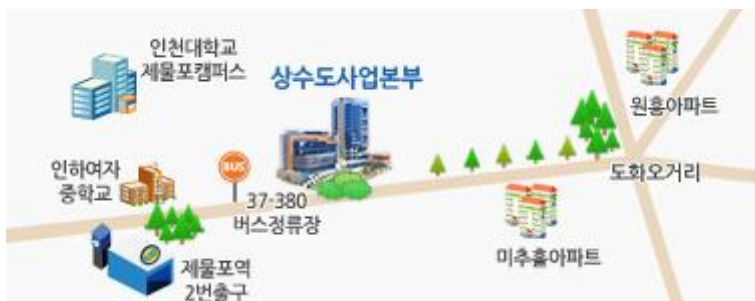 인천대학교
제물포캠퍼스
상수도사업본부
원흥아파트
인하여자
중학교
BUS
37-380
버스정류장
도화오거리
미추홀아파트
제물포역
2번출구